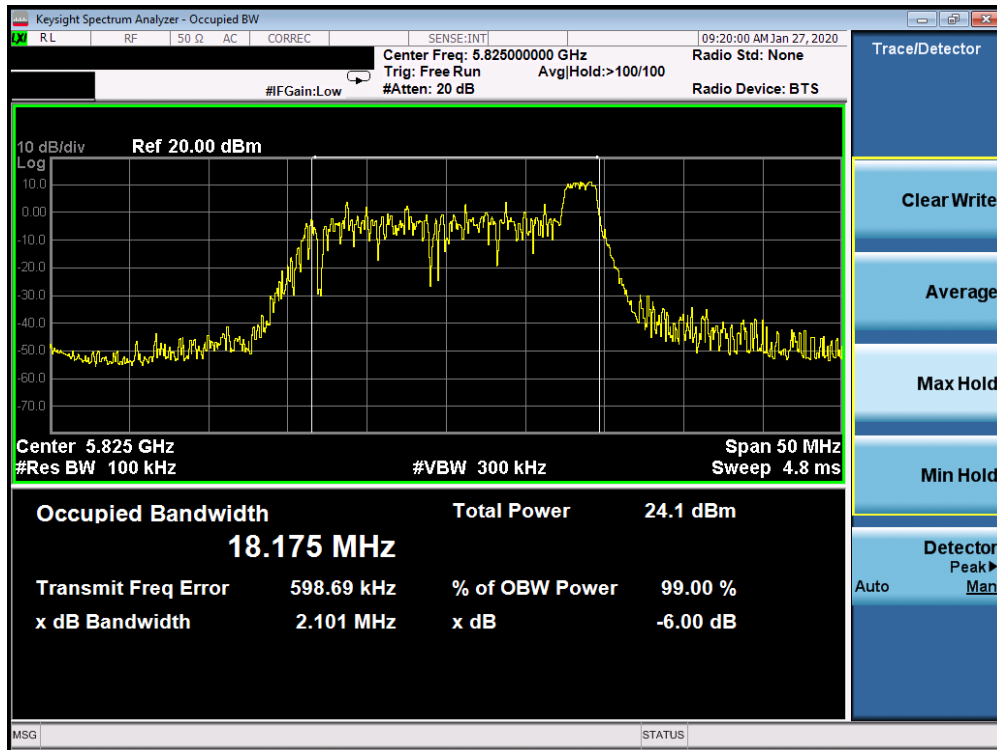 Keysight Spectrum Analyzer - Occupied BW
LXI RL RF 50 Ω AC CORREC SENSE:INT 09:20:00 AM Jan 27, 2020
Center Freq: 5.825000000 GHz Radio Std: None
Trig: Free Run Avg|Hold:>100/100
#IFGain:Low #Atten: 20 dB Radio Device: BTS
10 dB/div Ref 20.00 dBm
Log
10.0
0.00
-10.0
-20.0
-30.0
-40.0
-50.0
-60.0
-70.0
Center 5.825 GHz Span 50 MHz
#Res BW 100 kHz #VBW 300 kHz Sweep 4.8 ms
Occupied Bandwidth Total Power 24.1 dBm
18.175 MHz
Transmit Freq Error 598.69 kHz % of OBW Power 99.00 %
x dB Bandwidth 2.101 MHz x dB -6.00 dB
MSG STATUS
Trace/Detector
Clear Write
Average
Max Hold
Min Hold
Detector
Peak▶
Auto Man